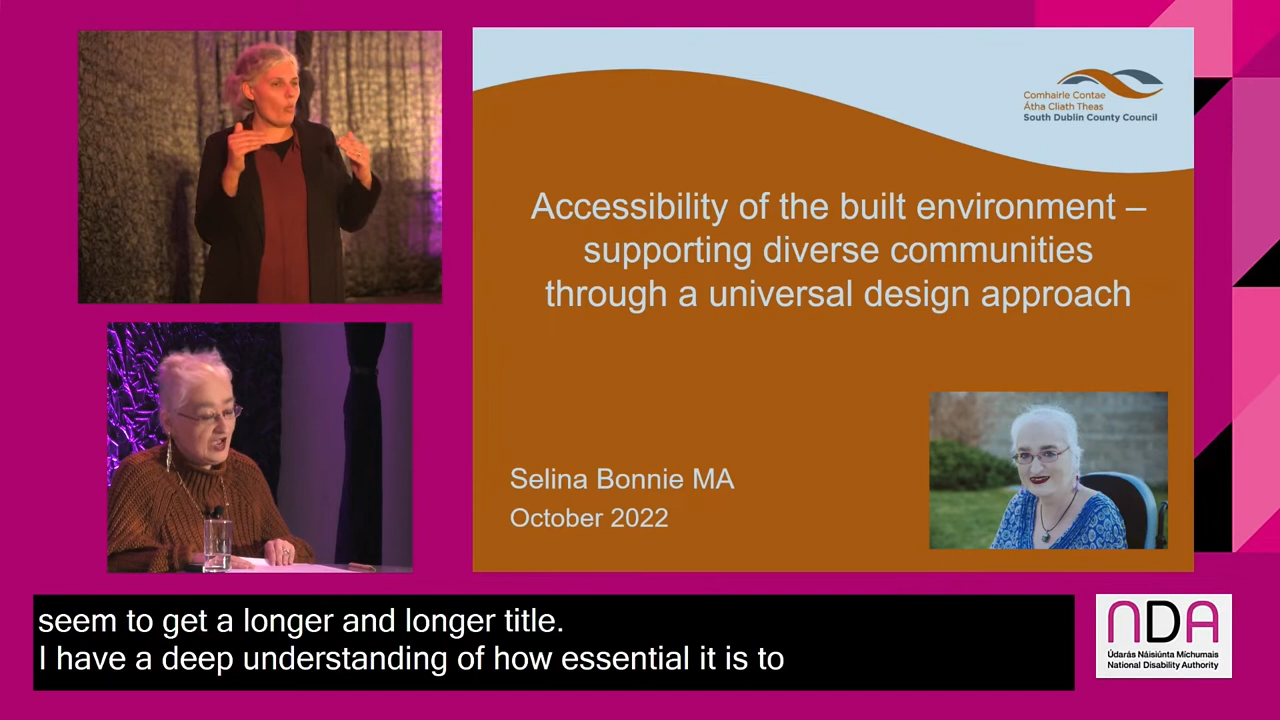 Comhairle Contae
Átha Cliath Theas
South Dublin County Council
Accessibility of the built environment –
supporting diverse communities
through a universal design approach
Selina Bonnie MA
October 2022
seem to get a longer and longer title.
I have a deep understanding of how essential it is to
NDA
Údarás Náisiúnta Míchumais
National Disability Authority